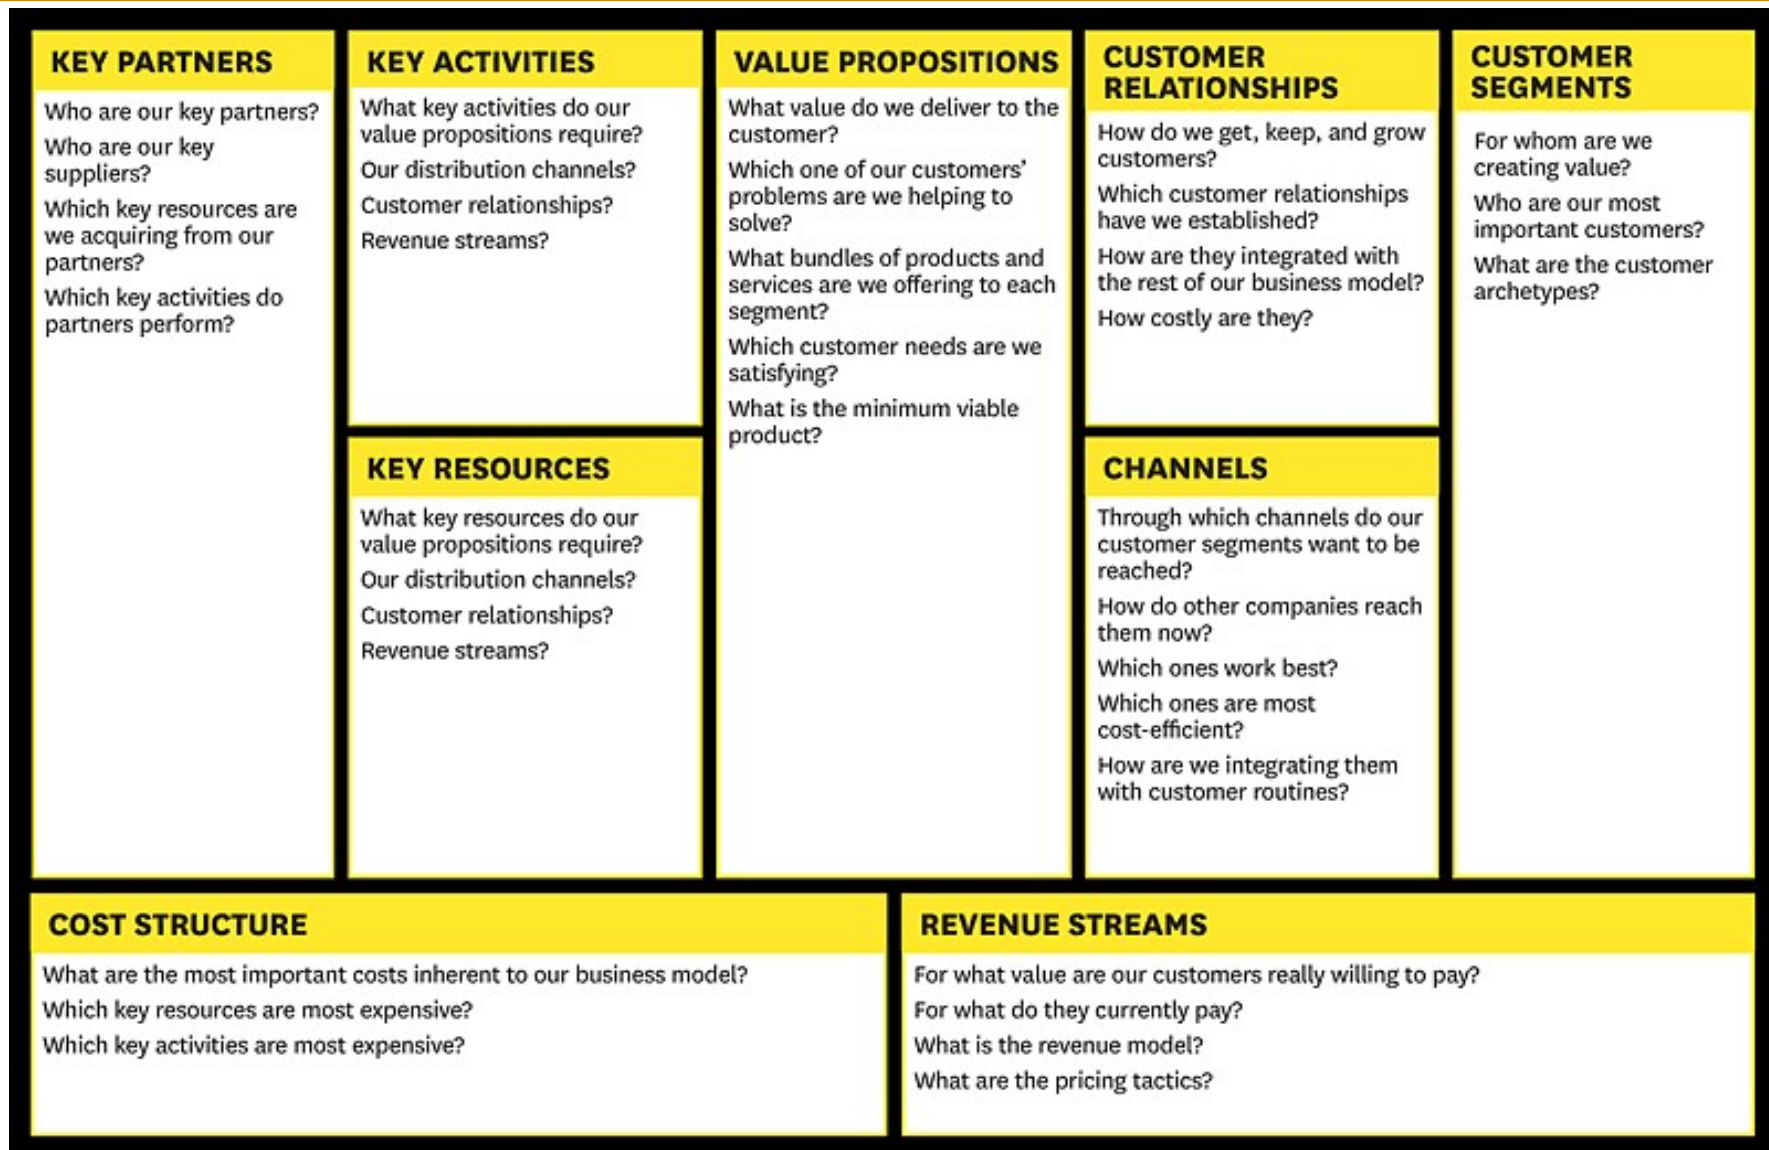 KEY PARTNERS
Who are our key partners?
Who are our key
suppliers?
Which key resources are
we acquiring from our
partners?
Which key activities do
partners perform?
KEY ACTIVITIES
What key activities do our
value propositions require?
Our distribution channels?
Customer relationships?
Revenue streams?
KEY RESOURCES
What key resources do our
value propositions require?
Our distribution channels?
Customer relationships?
Revenue streams?
VALUE PROPOSITIONS
What value do we deliver to the
customer?
Which one of our customers’
problems are we helping to
solve?
What bundles of products and
services are we offering to each
segment?
Which customer needs are we
satisfying?
What is the minimum viable
product?
CUSTOMER
RELATIONSHIPS
How do we get, keep, and grow
customers?
Which customer relationships
have we established?
How are they integrated with
the rest of our business model?
How costly are they?
CHANNELS
Through which channels do our
customer segments want to be
reached?
How do other companies reach
them now?
Which ones work best?
Which ones are most
cost-efficient?
How are we integrating them
with customer routines?
CUSTOMER
SEGMENTS
For whom are we
creating value?
Who are our most
important customers?
What are the customer
archetypes?
COST STRUCTURE
What are the most important costs inherent to our business model?
Which key resources are most expensive?
Which key activities are most expensive?
REVENUE STREAMS
For what value are our customers really willing to pay?
For what do they currently pay?
What is the revenue model?
What are the pricing tactics?